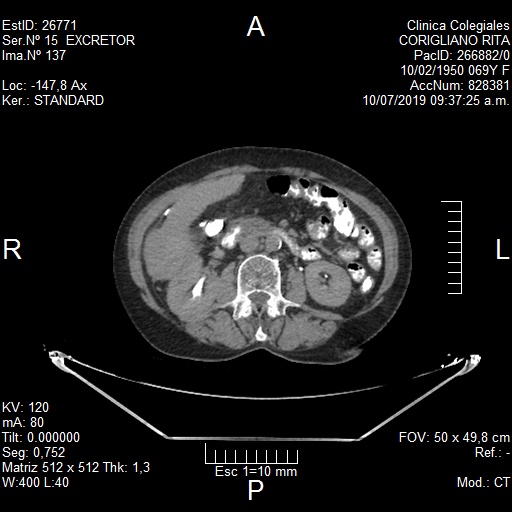 EstID: 26771
Ser.Nº 15 EXCRETOR
Ima.Nº 137
Loc: -147,8 Ax
Ker.: STANDARD
A
Clinica Colegiales
CORIGLIANO RITA
PacID: 266882/0
10/02/1950 069Y F
AccNum: 828381
10/07/2019 09:37:25 a.m.
R
L
KV: 120
mA: 80
Tilt: 0.000000
Seg: 0,752
Matriz 512 x 512 Thk: 1,3
W:400 L:40
Esc 1=10 mm
P
FOV: 50 x 49,8 cm
Ref.: -
Mod.: CT